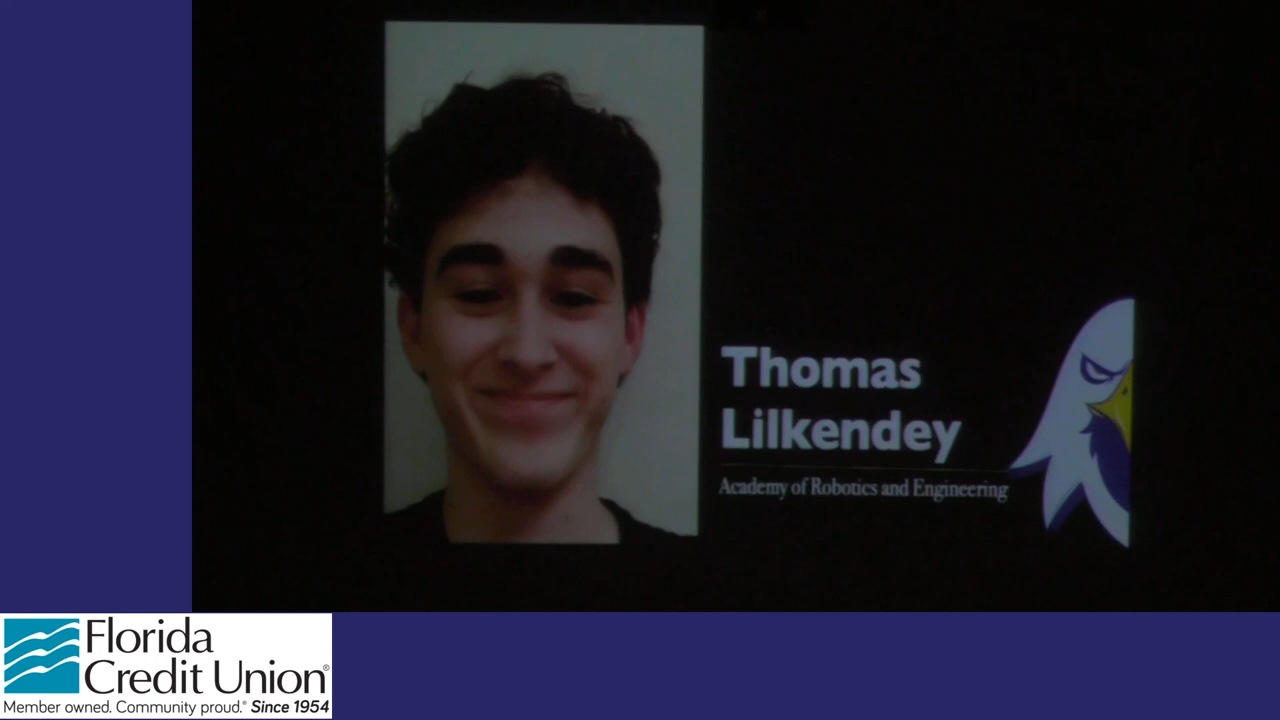 Thomas
Lilkendey
Academy of Robotics and Engineering
Florida
Credit Union®
Member owned. Community proud.® Since 1954